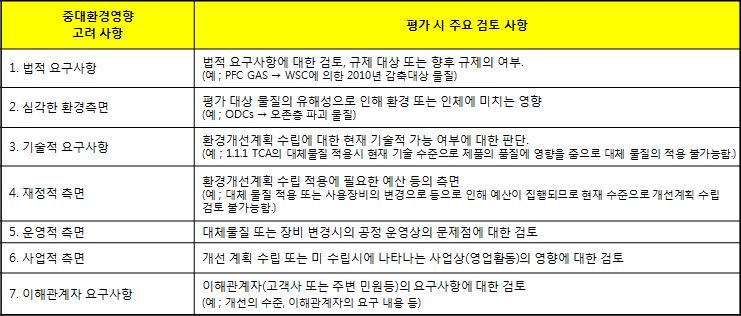 중대환경영향
고려 사항
평가 시 주요 검토 사항
1. 법적 요구사항
법적 요구사항에 대한 검토, 규제 대상 또는 향후 규제의 여부.
(예 ; PFC GAS → WSC에 의한 2010년 감축대상 물질)
2. 심각한 환경측면
평가 대상 물질의 유해성으로 인해 환경 또는 인체에 미치는 영향
(예 ; ODCs → 오존층 파괴 물질)
3. 기술적 요구사항
환경개선계획 수립에 대한 현재 기술적 가능 여부에 대한 판단.
(예 ; 1.1.1 TCA의 대체물질 적용시 현재 기술 수준으로 제품의 품질에 영향을 줌으로 대체 물질의 적용 불가능함.)
4. 재정적 측면
환경개선계획 수립 적용에 필요한 예산 등의 측면
(예 ; 대체 물질 적용 또는 사용장비의 변경으로 등으로 인해 예산이 집행되므로 현재 수준으로 개선계획 수립
검토 불가능함.)
5. 운영적 측면
대체물질 또는 장비 변경시의 공정 운영상의 문제점에 대한 검토
6. 사업적 측면
개선 계획 수립 또는 미 수립시에 나타나는 사업상(영업활동)의 영향에 대한 검토
7. 이해관계자 요구사항
이해관계자(고객사 또는 주변 민원등)의 요구사항에 대한 검토
(예 ; 개선의 수준, 이해관계자의 요구 내용 등)